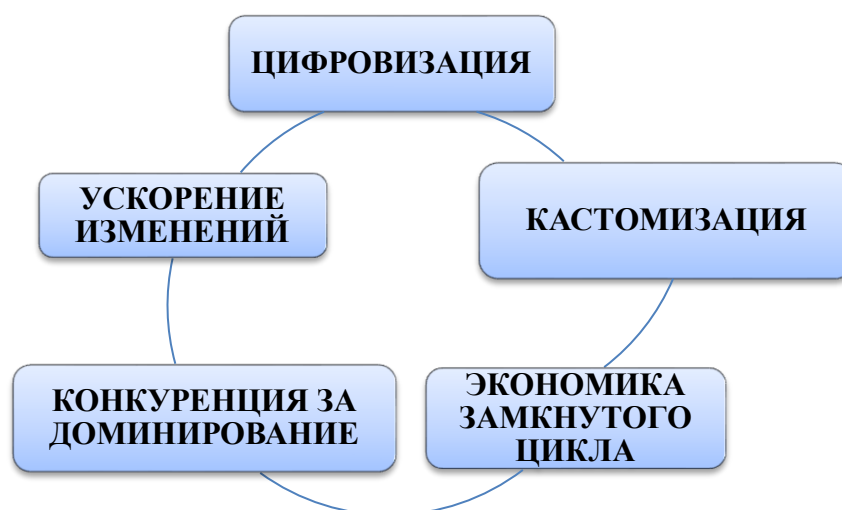 ЦИФРОВИЗАЦИЯ
УСКОРЕНИЕ
ИЗМЕНЕНИЙ
КАСТОМИЗАЦИЯ
КОНКУРЕНЦИЯ ЗА
ДОМИНИРОВАНИЕ
ЭКОНОМИКА
ЗАМКНУТОГО
ЦИКЛА